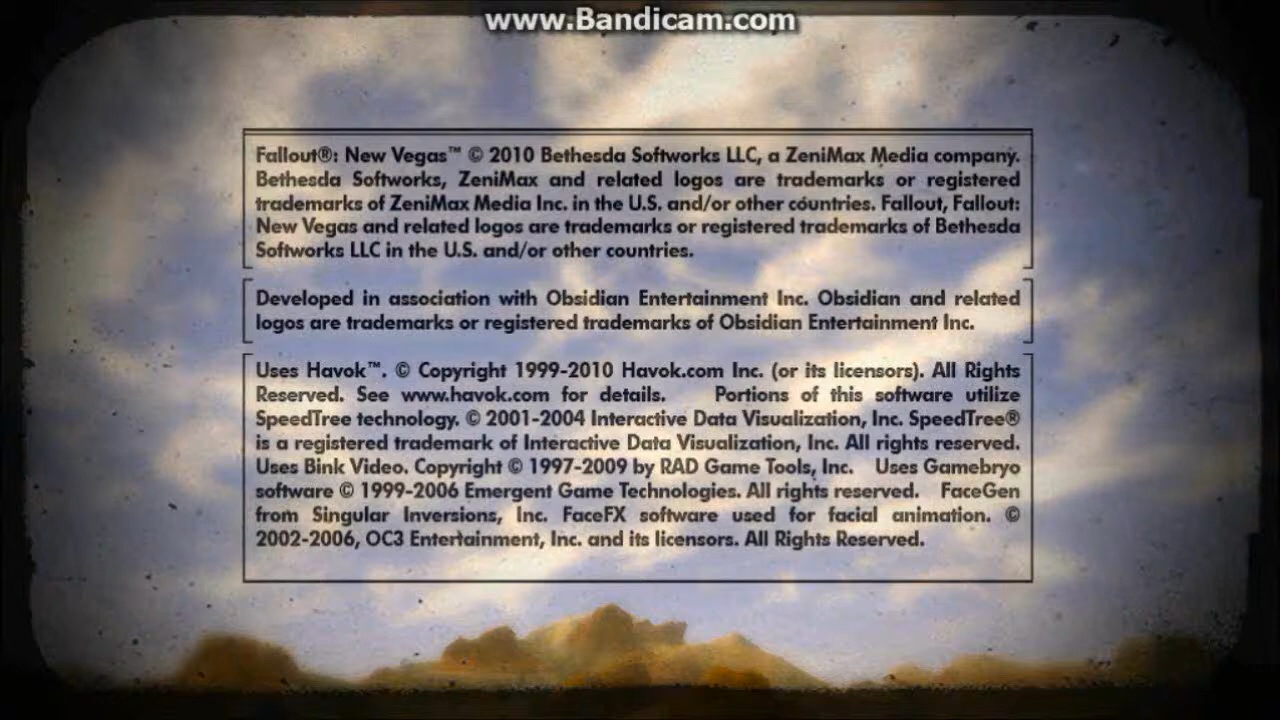 www.Bandicam.com
Fallout®: New Vegas™ © 2010 Bethesda Softworks LLC, a ZeniMax Media company.
Bethesda Softworks, ZeniMax and related logos are trademarks or registered
trademarks of ZeniMax Media Inc. in the U.S. and/or other countries. Fallout, Fallout:
New Vegas and related logos are trademarks or registered trademarks of Bethesda
Softworks LLC in the U.S. and/or other countries.
Developed in association with Obsidian Entertainment Inc. Obsidian and related
logos are trademarks or registered trademarks of Obsidian Entertainment Inc.
Uses Havok™. © Copyright 1999-2010 Havok.com Inc. (or its licensors). All Rights
Reserved. See www.havok.com for details. Portions of this software utilize
SpeedTree technology. © 2001-2004 Interactive Data Visualization, Inc. SpeedTree®
is a registered trademark of Interactive Data Visualization, Inc. All rights reserved.
Uses Bink Video. Copyright © 1997-2009 by RAD Game Tools, Inc. Uses Gamebryo
software © 1999-2006 Emergent Game Technologies. All rights reserved. FaceGen
from Singular Inversions, Inc. FaceFX software used for facial animation. ©
2002-2006, OC3 Entertainment, Inc. and its licensors. All Rights Reserved.